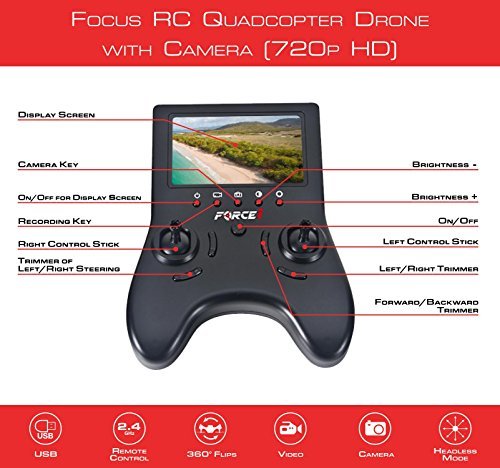 Focus RC Quadcopter Drone
with Camera (720p HD)
Display Screen
Camera Key
Brightness -
On/Off for Display Screen
Brightness +
Recording Key
On/Off
Right Control Stick
Left Control Stick
Trimmer of
Left/Right Steering
Left/Right Trimmer
Forward/Backward
Trimmer
FORCE1
USB
2.4
GHz
USB
Remote
Control
360° Flips
Video
Camera
Headless
Mode